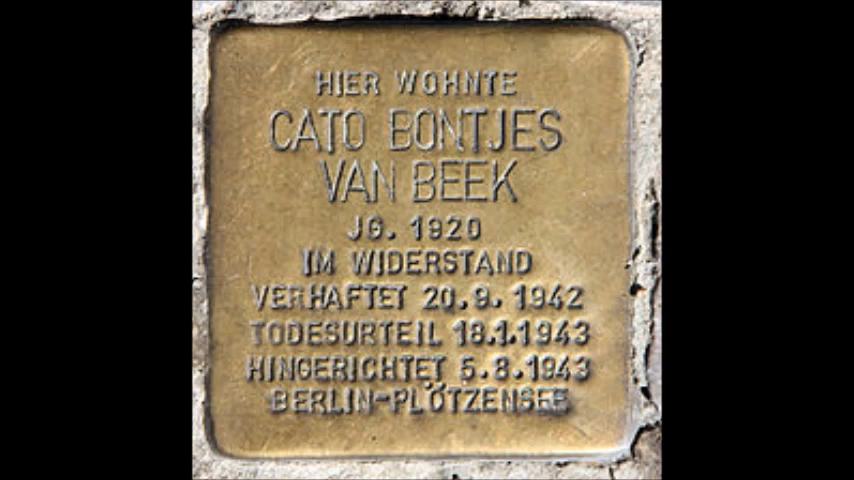 HIER WOHNTE
CATO BONTJES
VAN BEEK
JG. 1920
IM WIDERSTAND
VERHAFTET 20.9. 1942
TODESURTEIL 18.1.1943
HINGERICHTET 5.8.1943
BERLIN-PLÖTZENSEE